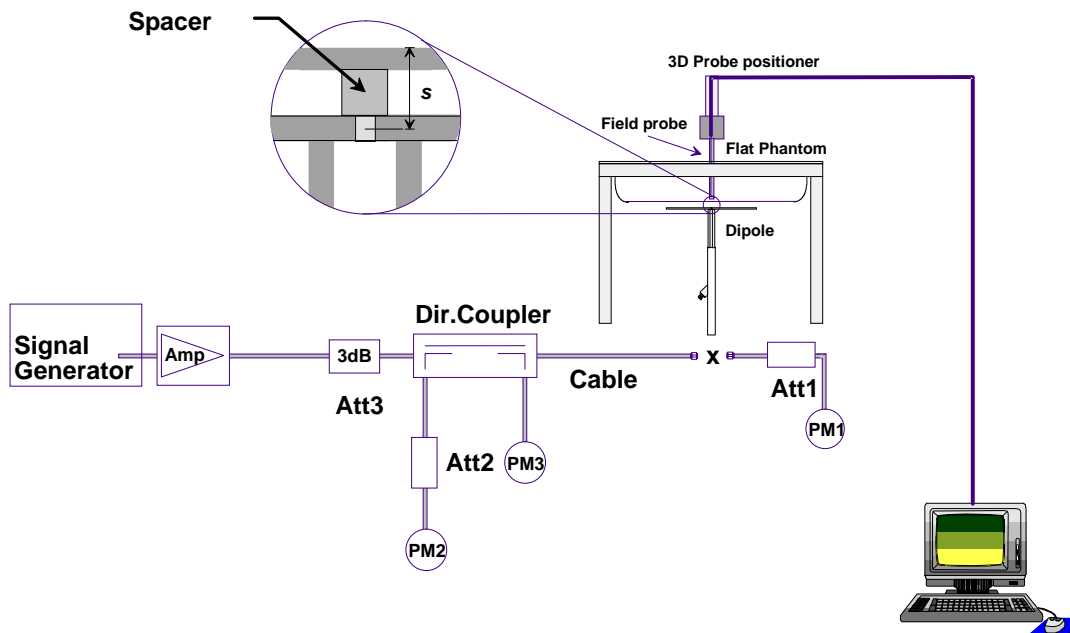 Spacer
s
3D Probe positioner
Field probe
Flat Phantom
Dipole
Dir.Coupler
Signal
Generator
Amp
3dB
Att3
Cable
x
Att1
PM1
Att2
PM3
PM2